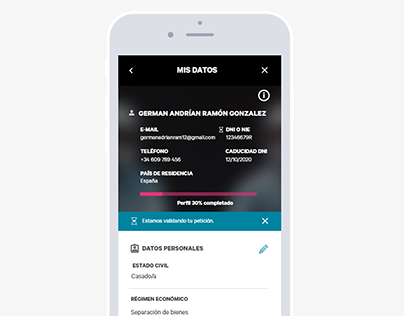 MIS DATOS
GERMAN ANDRÍAN RAMÓN GONZALEZ
E-MAIL
germanadrianram12@gmail.com
DNI O NIE
12346679R
TELÉFONO
+34 609 789 456
CADUCIDAD DNI
12/10/2020
PAÍS DE RESIDENCIA
España
Perfil 30% completado
Estamos validando tu petición.
DATOS PERSONALES
ESTADO CIVIL
Casado/a
RÉGIMEN ECONÓMICO
Separación de bienes